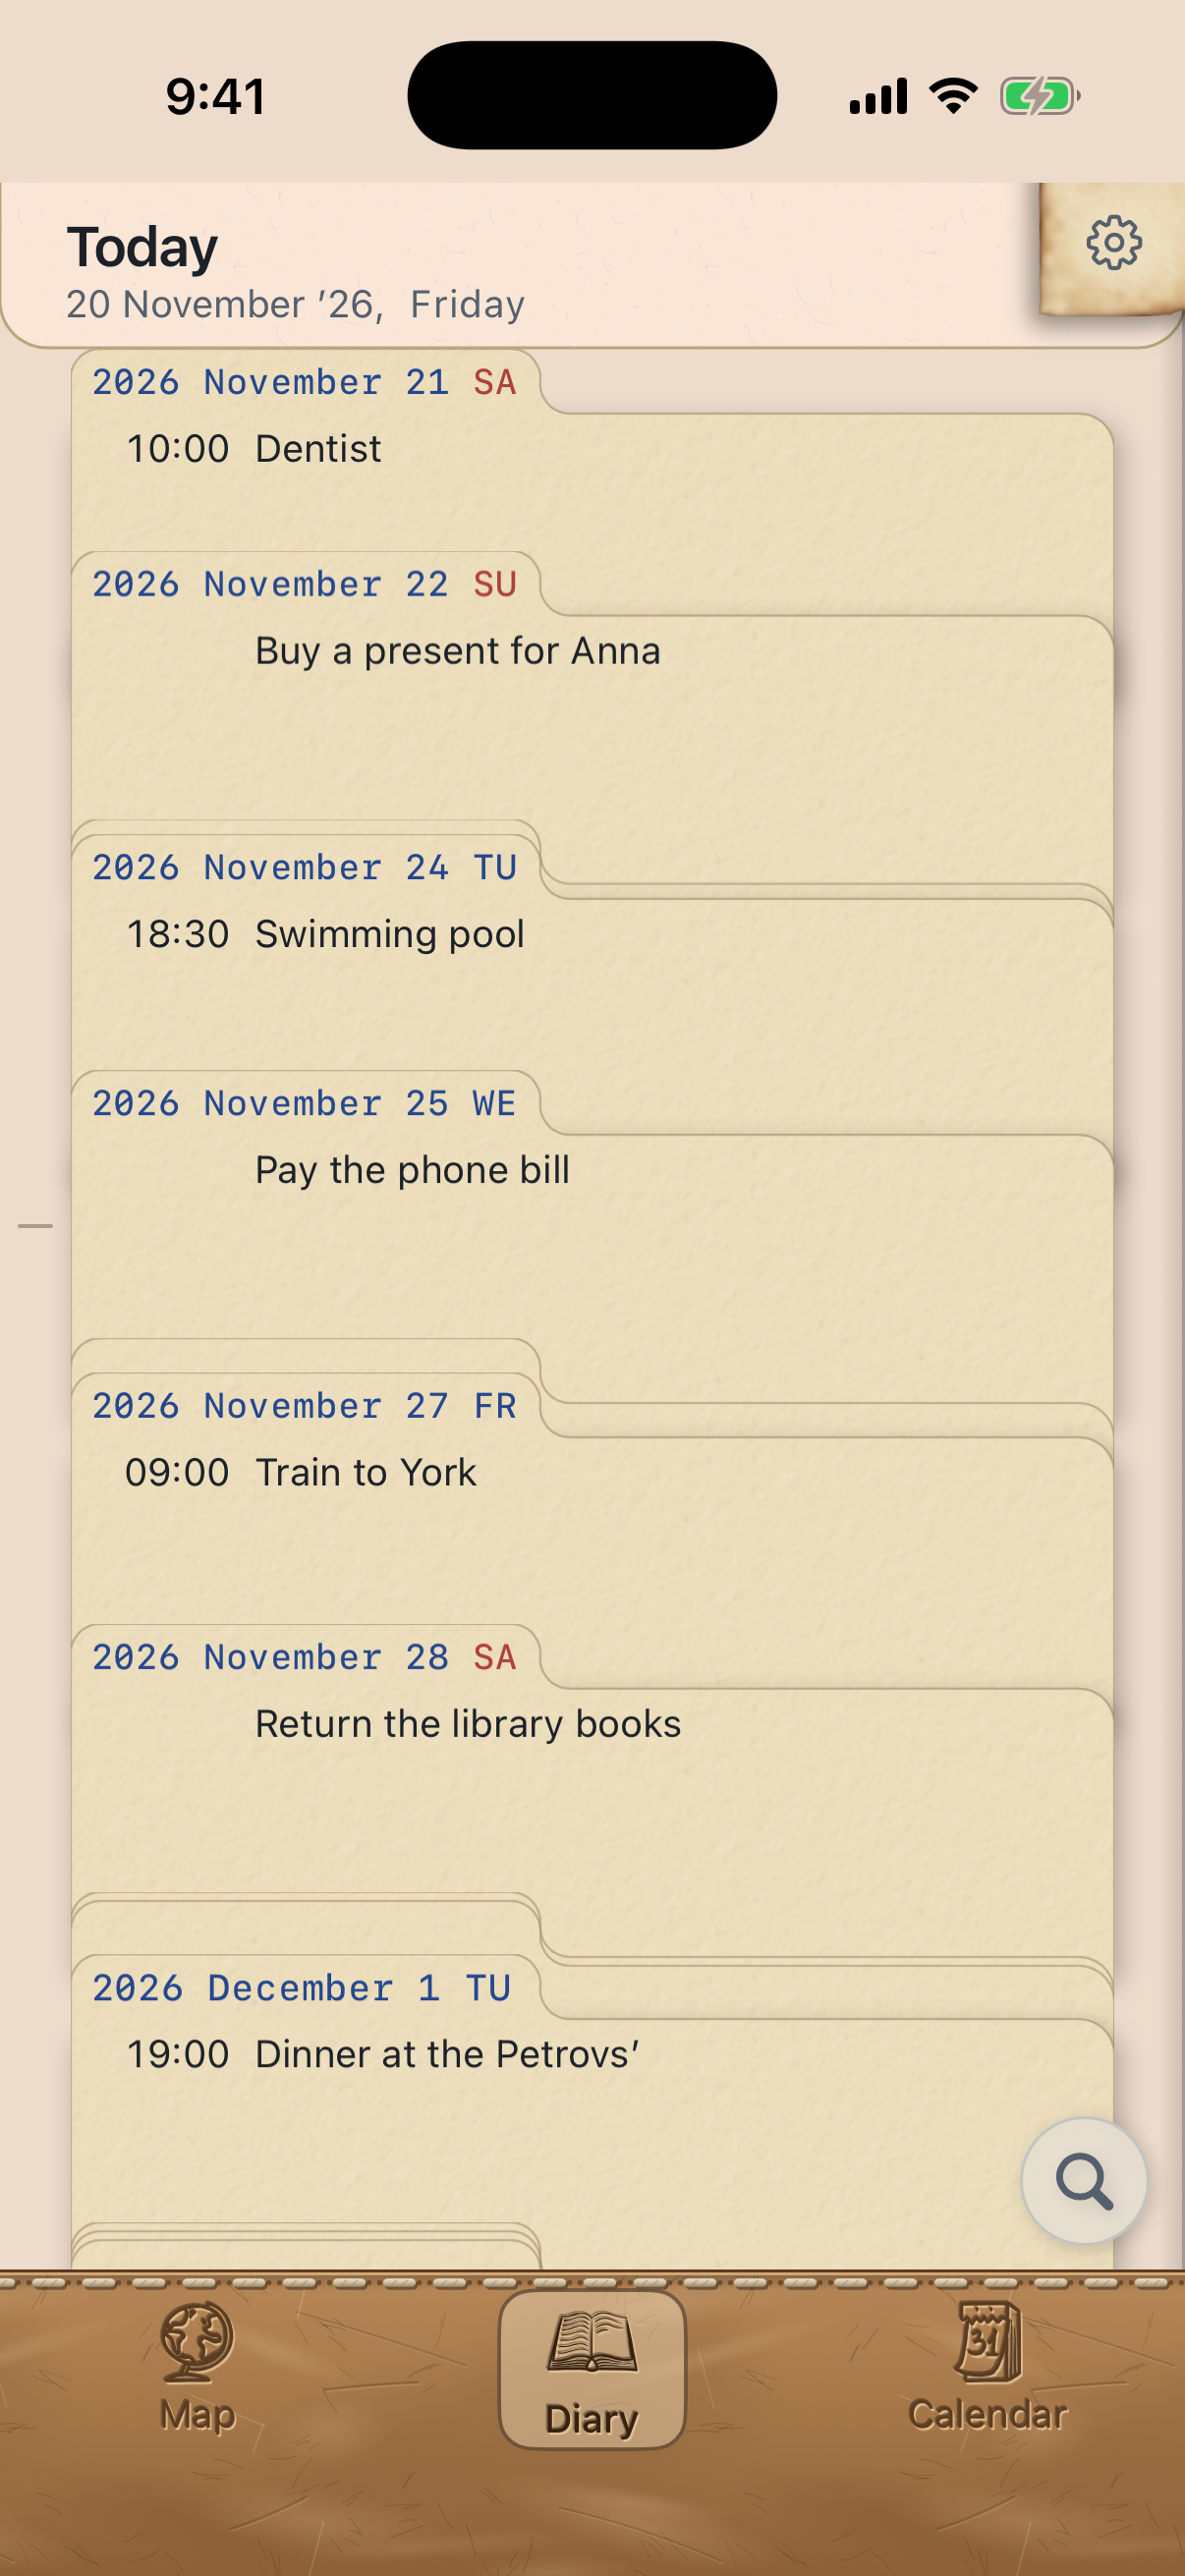 9:41
Today
20 November ’26, Friday
2026 November 21 SA
10:00 Dentist
2026 November 22 SU
Buy a present for Anna
2026 November 24 TU
18:30 Swimming pool
2026 November 25 WE
Pay the phone bill
2026 November 27 FR
09:00 Train to York
2026 November 28 SA
Return the library books
2026 December 1 TU
19:00 Dinner at the Petrovs’
31
Map Diary Calendar